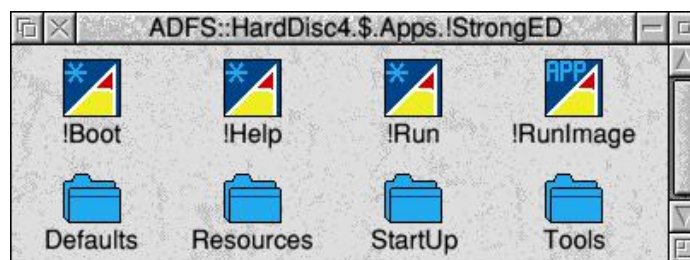 ADFS::HardDisc4.$.Apps.!StrongED
APP
!Boot !Help !Run !RunImage
Defaults Resources StartUp Tools